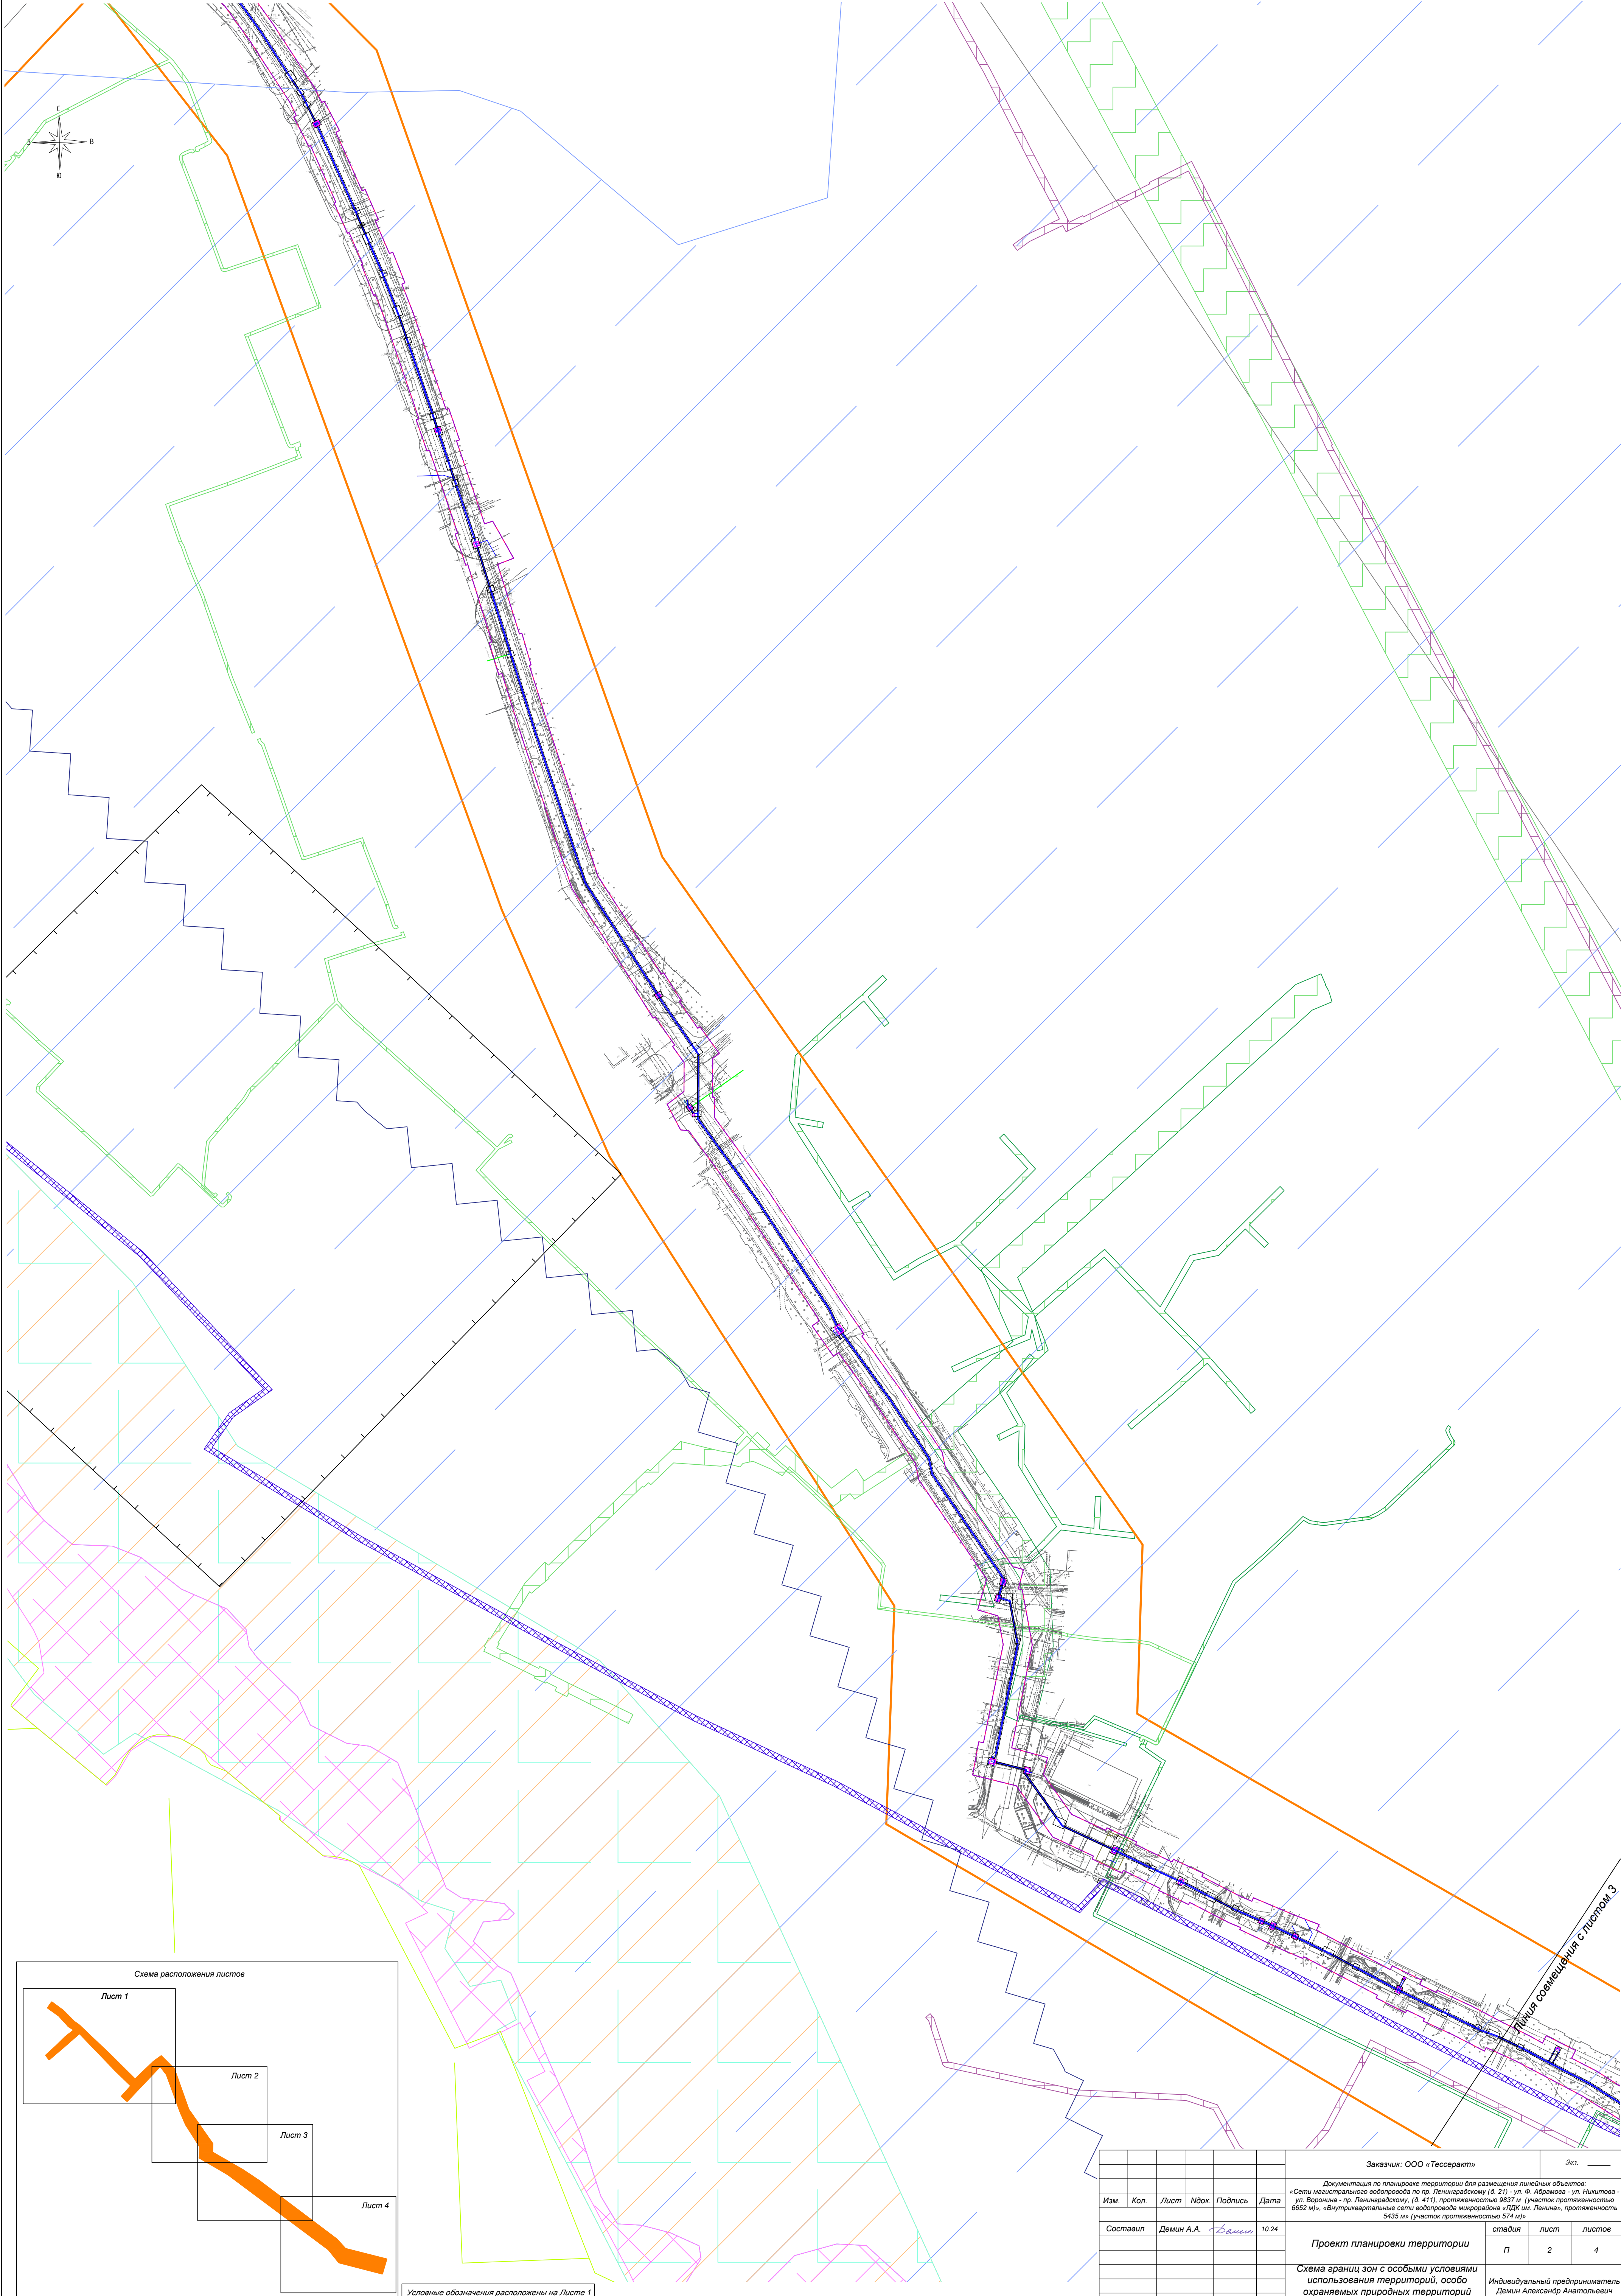 С
З В
Ю
Линия совмещения с листом 3
Схема расположения листов
Лист 1
Лист 2
Лист 3
Лист 4
Условные обозначения расположены на Листе 1
Заказчик: ООО «Тессеракт»
Экз.
Документация по планировке территории для размещения линейных объектов:
«Сети магистрального водопровода по пр. Ленинградскому (д. 21) - ул. Ф. Абрамова - ул. Никитова -
ул. Воронина - пр. Ленинградскому, (д. 411), протяженностью 9837 м (участок протяженностью
6552 м)», «Внутриквартальные сети водопровода микрорайона «ЛДК им. Ленина», протяженность
5435 м» (участок протяженностью 574 м)»
Изм. Кол. Лист Nдок. Подпись Дата
Составил Демин А.А. Демин 10.24
Проект планировки территории
стадия лист листов
П 2 4
Схема границ зон с особыми условиями
использования территорий, особо
охраняемых природных территорий
Индивидуальный предприниматель
Демин Александр Анатольевич